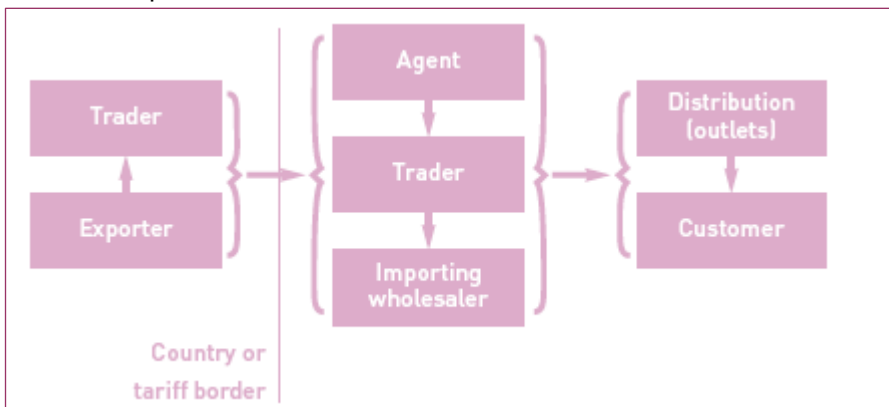 Trader
Exporter
Country or
tariff border
Agent
Trader
Importing
wholesaler
Distribution
(outlets)
Customer